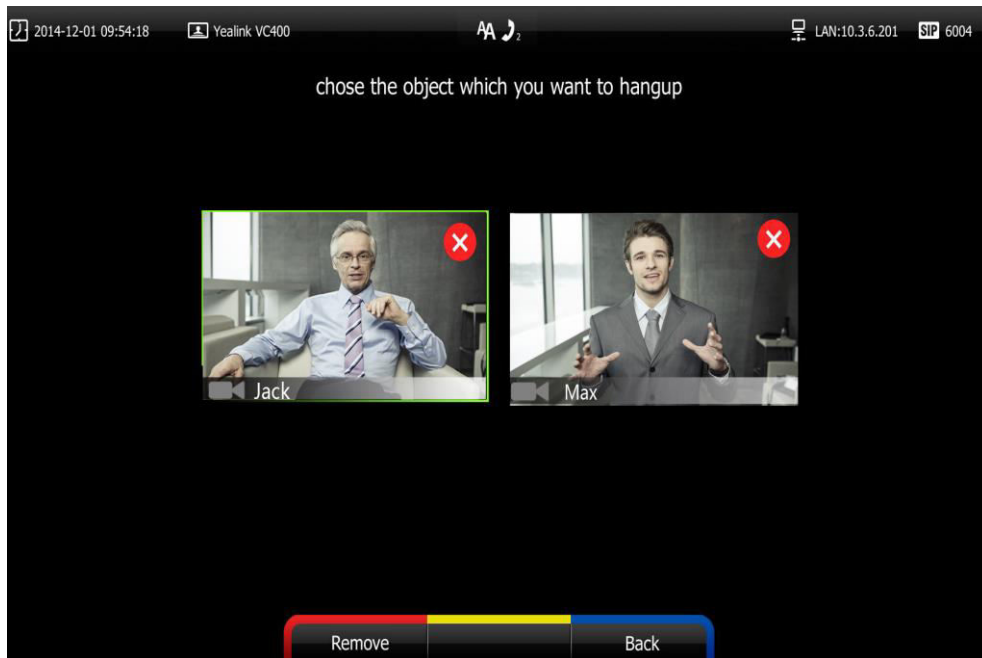 2014-12-01 09:54:18 Yealink VC400 AA 2 LAN:10.3.6.201 SIP 6004
chose the object which you want to hangup
Jack Max
Remove Back